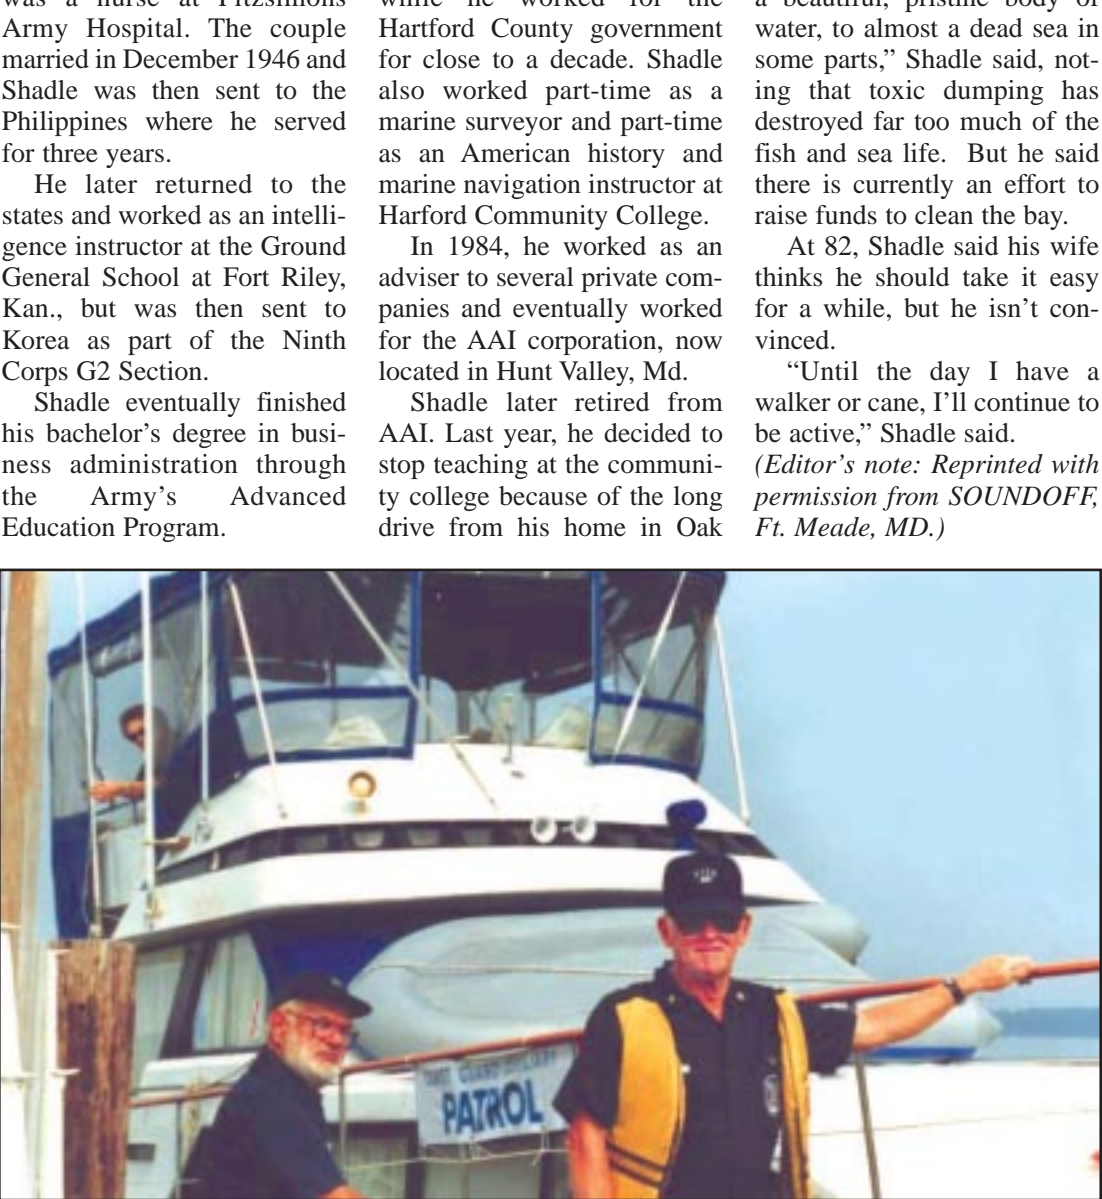 was a nurse at Fitzsimons
Army Hospital. The couple
married in December 1946 and
Shadle was then sent to the
Philippines where he served
for three years.
He later returned to the
states and worked as an intelli-
gence instructor at the Ground
General School at Fort Riley,
Kan., but was then sent to
Korea as part of the Ninth
Corps G2 Section.
Shadle eventually finished
his bachelor's degree in busi-
ness administration through
the Army's Advanced
Education Program.
while he worked for the
Hartford County government
for close to a decade. Shadle
also worked part-time as a
marine surveyor and part-time
as an American history and
marine navigation instructor at
Harford Community College.
In 1984, he worked as an
adviser to several private com-
panies and eventually worked
for the AAI corporation, now
located in Hunt Valley, Md.
Shadle later retired from
AAI. Last year, he decided to
stop teaching at the communi-
ty college because of the long
drive from his home in Oak
a beautiful, pristine body of
water, to almost a dead sea in
some parts,” Shadle said, not-
ing that toxic dumping has
destroyed far too much of the
fish and sea life.  But he said
there is currently an effort to
raise funds to clean the bay.
At 82, Shadle said his wife
thinks he should take it easy
for a while, but he isn’t con-
vinced.
“Until the day I have a
walker or cane, I’ll continue to
be active,” Shadle said.
(Editor’s note: Reprinted with
permission from SOUNDOFF,
Ft. Meade, MD.)
PATROL